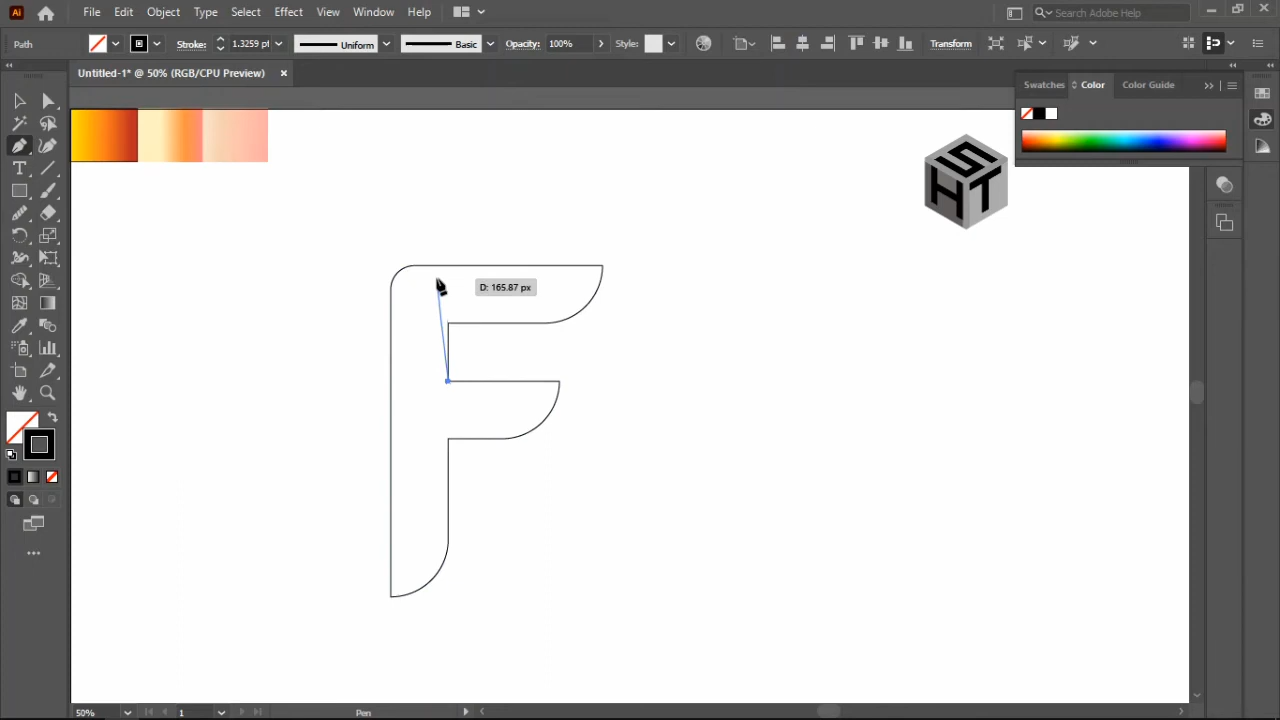 Ai File Edit Object Type Select Effect View Window Help Search Adobe Help
Path Stroke: 1.3259 pt Uniform Basic Opacity: 100% Style: Transform
Untitled-1* @ 50% (RGB/CPU Preview) ×
Swatches Color Color Guide
S
H T
D: 165.87 px
F
50% 1 Pen